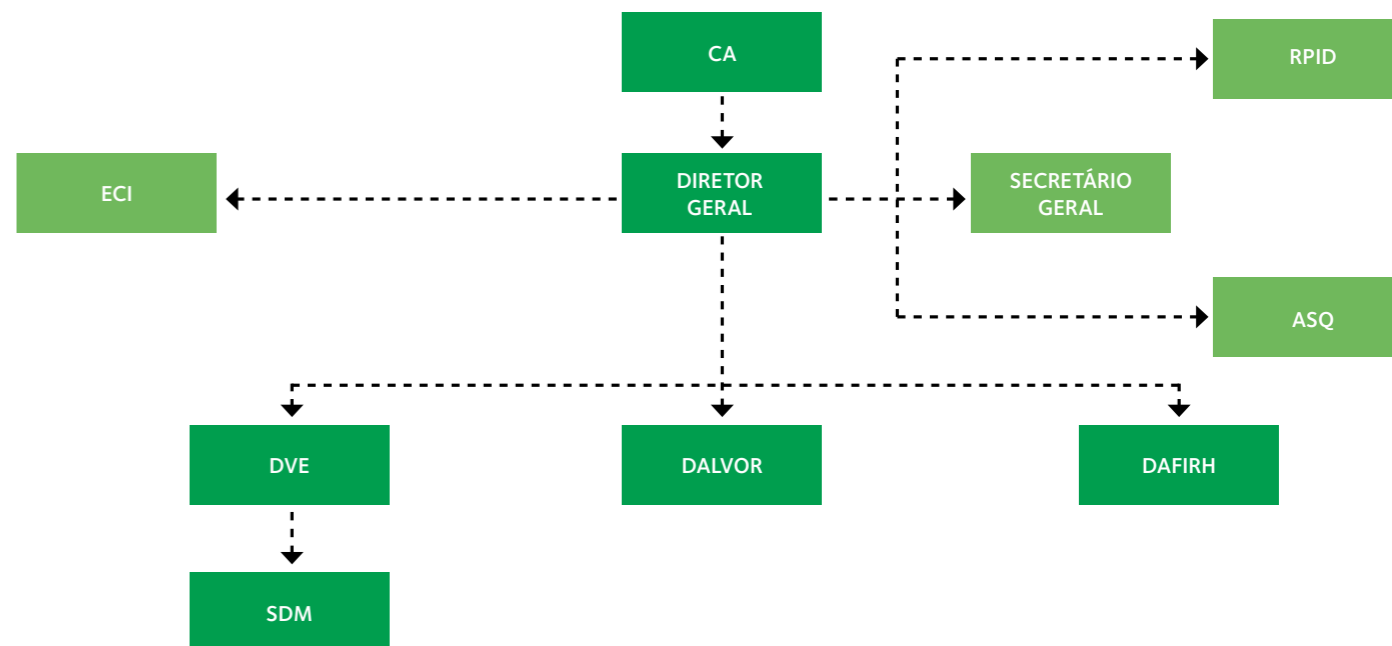 CA
RPID
ECI
DIRETOR
GERAL
SECRETÁRIO
GERAL
ASQ
DVE
DALVOR
DAFIRH
SDM